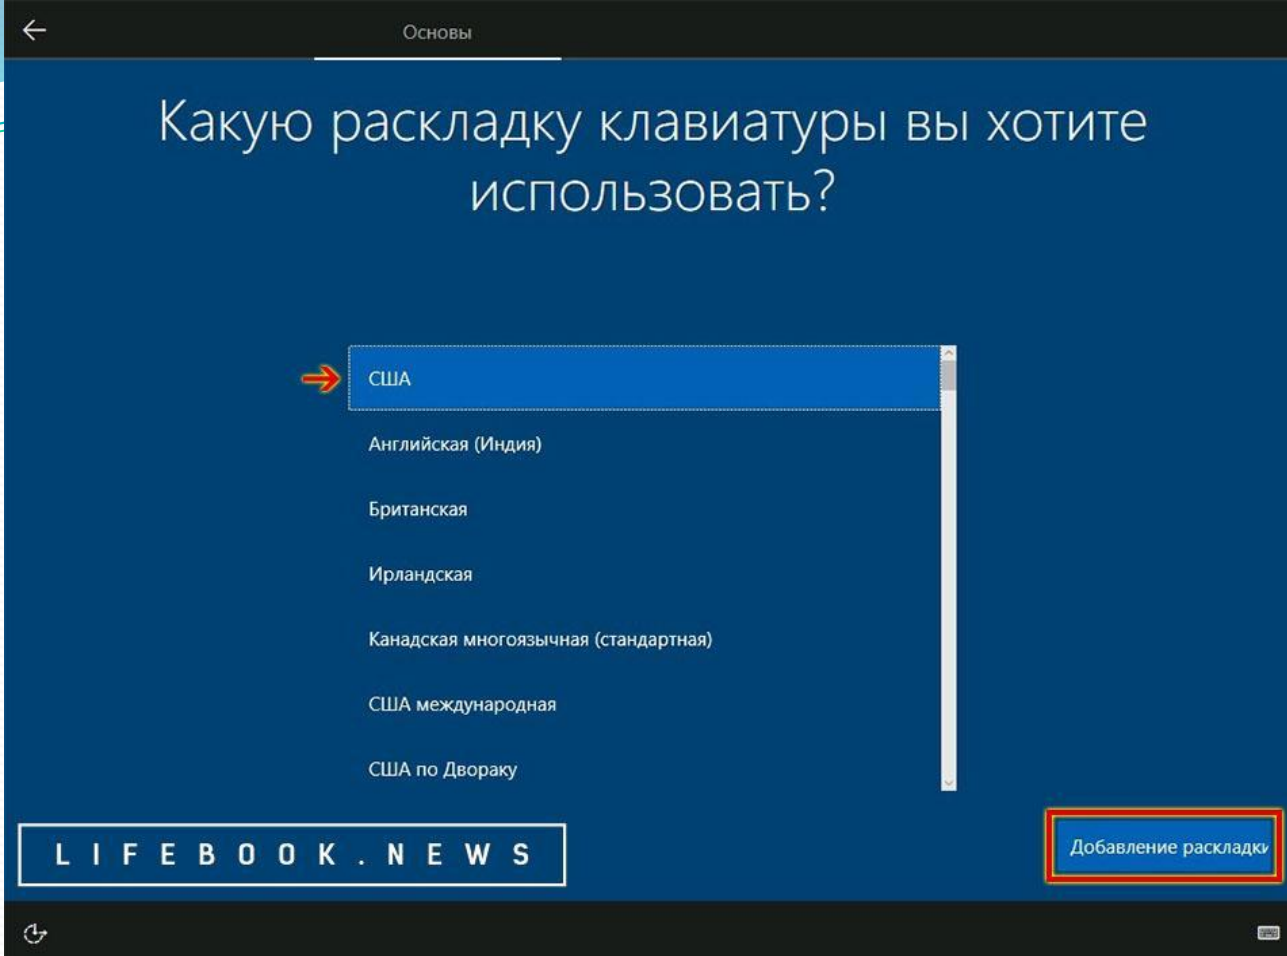 Основы
Какую раскладку клавиатуры вы хотите
использовать?
США
Английская (Индия)
Британская
Ирландская
Канадская многоязычная (стандартная)
США международная
США по Двораку
LIFEBOOK.NEWS
Добавление раскладки